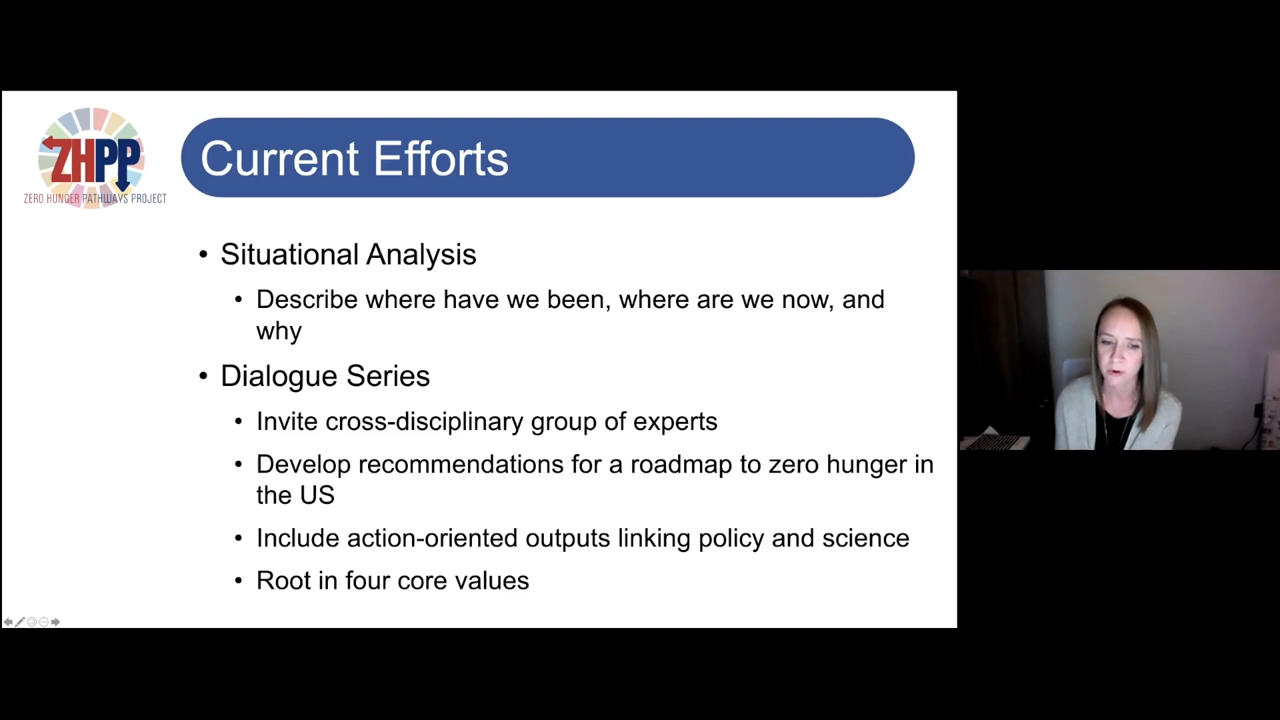 ZHPP
ZERO HUNGER PATHWAYS PROJECT
Current Efforts
• Situational Analysis
• Describe where have we been, where are we now, and
why
• Dialogue Series
• Invite cross-disciplinary group of experts
• Develop recommendations for a roadmap to zero hunger in
the US
• Include action-oriented outputs linking policy and science
• Root in four core values